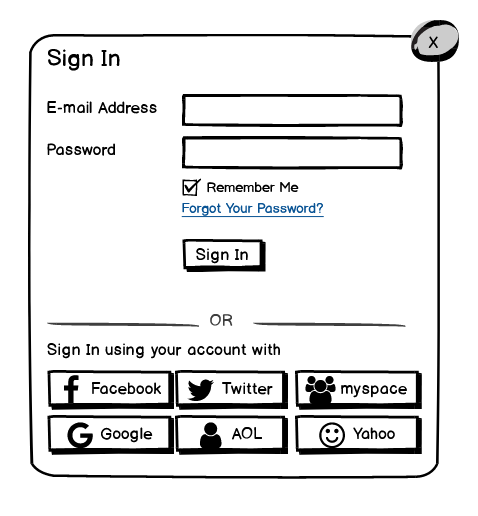 X
Sign In
E-mail Address
Password
Remember Me
Forgot Your Password?
Sign In
OR
Sign In using your account with
Facebook Twitter myspace
Google AOL Yahoo